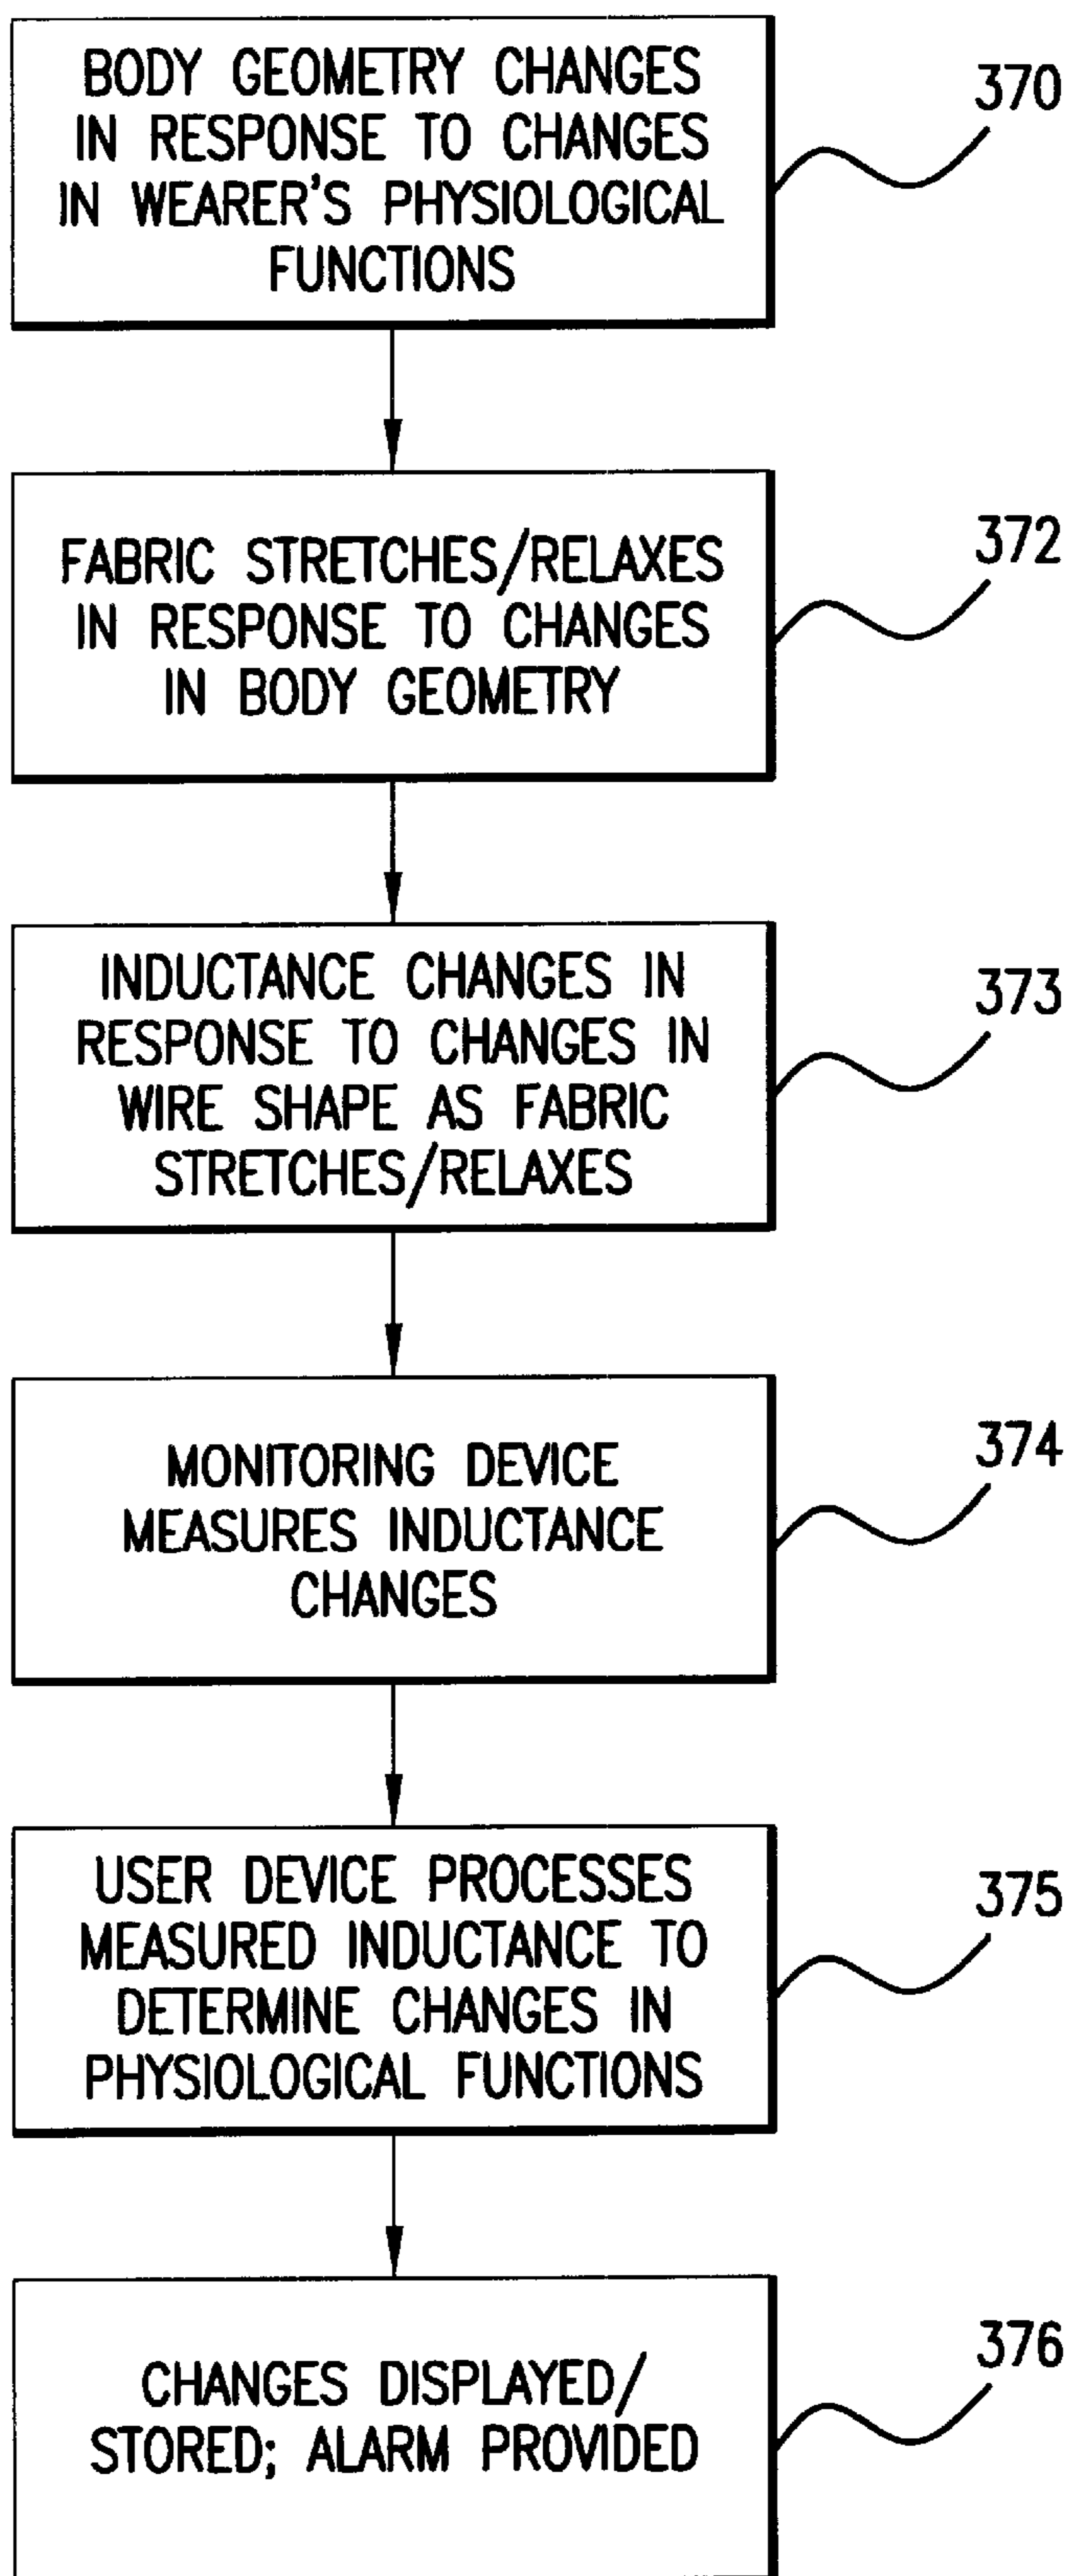 BODY GEOMETRY CHANGES
IN RESPONSE TO CHANGES
IN WEARER'S PHYSIOLOGICAL
FUNCTIONS
370
FABRIC STRETCHES/RELAXES
IN RESPONSE TO CHANGES
IN BODY GEOMETRY
372
INDUCTANCE CHANGES IN
RESPONSE TO CHANGES IN
WIRE SHAPE AS FABRIC
STRETCHES/RELAXES
373
MONITORING DEVICE
MEASURES INDUCTANCE
CHANGES
374
USER DEVICE PROCESSES
MEASURED INDUCTANCE TO
DETERMINE CHANGES IN
PHYSIOLOGICAL FUNCTIONS
375
CHANGES DISPLAYED/
STORED; ALARM PROVIDED
376